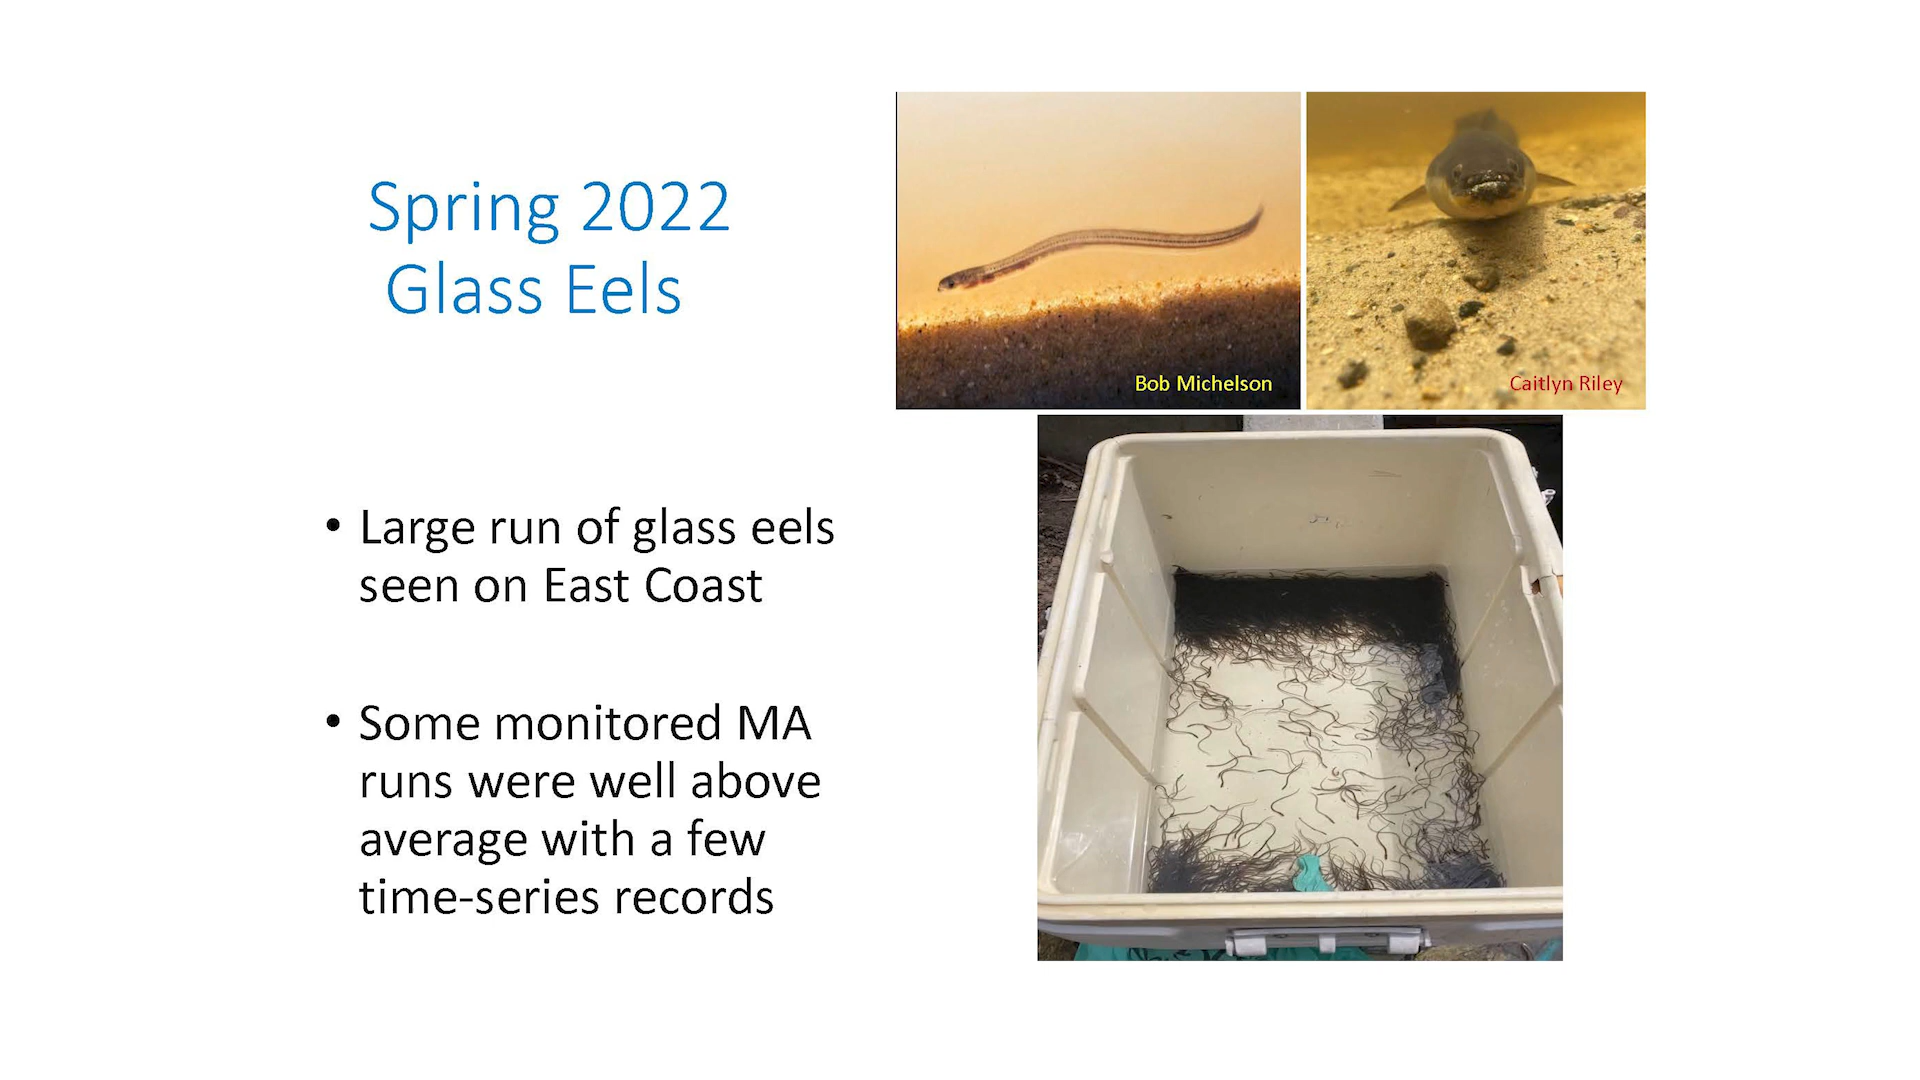 Spring 2022
Glass Eels
Bob Michelson
Caitlyn Riley
• Large run of glass eels
seen on East Coast
• Some monitored MA
runs were well above
average with a few
time-series records